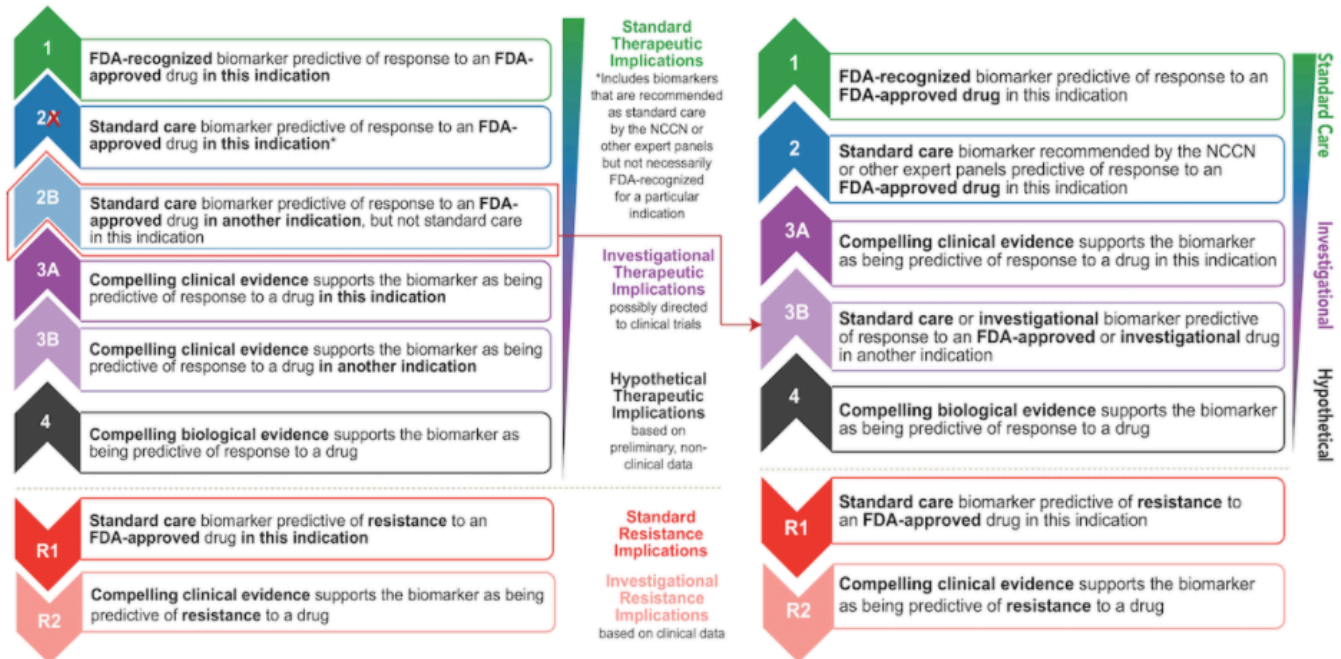 1
FDA-recognized biomarker predictive of response to an FDA-
approved drug in this indication
2A
Standard care biomarker predictive of response to an FDA-
approved drug in this indication*
2B
Standard care biomarker predictive of response to an FDA-
approved drug in another indication, but not standard care
in this indication
3A
Compelling clinical evidence supports the biomarker as being
predictive of response to a drug in this indication
3B
Compelling clinical evidence supports the biomarker as being
predictive of response to a drug in another indication
4
Compelling biological evidence supports the biomarker as
being predictive of response to a drug
R1
Standard care biomarker predictive of resistance to an
FDA-approved drug in this indication
R2
Compelling clinical evidence supports the biomarker as being
predictive of resistance to a drug
Standard
Therapeutic
Implications
*Includes biomarkers
that are recommended
as standard care
by the NCCN or
other expert panels
but not necessarily
FDA-recognized
for a particular
indication
Investigational
Therapeutic
Implications
possibly directed
to clinical trials
Hypothetical
Therapeutic
Implications
based on
preliminary, non-
clinical data
Standard
Resistance
Implications
Investigational
Resistance
Implications
based on clinical data
1
FDA-recognized biomarker predictive of response to an
FDA-approved drug in this indication
2
Standard care biomarker recommended by the NCCN
or other expert panels predictive of response to an
FDA-approved drug in this indication
3A
Compelling clinical evidence supports the biomarker
as being predictive of response to a drug in this indication
3B
Standard care or investigational biomarker predictive
of response to an FDA-approved or investigational drug
in another indication
4
Compelling biological evidence supports the biomarker
as being predictive of response to a drug
R1
Standard care biomarker predictive of resistance to
an FDA-approved drug in this indication
R2
Compelling clinical evidence supports the biomarker
as being predictive of resistance to a drug
Standard Care
Investigational
Hypothetical